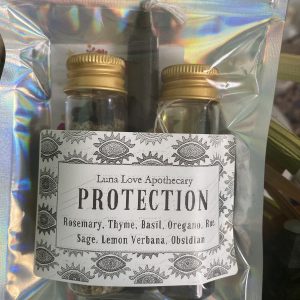 Luna Love Apothecary
PROTECTION
Rosemary, Thyme, Basil, Oregano, Rue,
Sage, Lemon Verbana, Obsidian